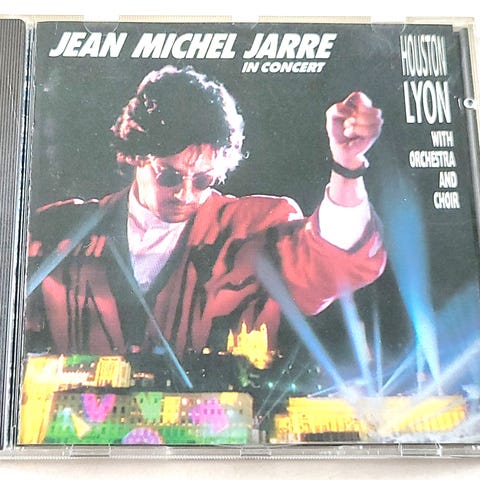 JEAN MICHEL JARRE
IN CONCERT
HOUSTON
LYON
WITH
ORCHESTRA
AND
CHOIR